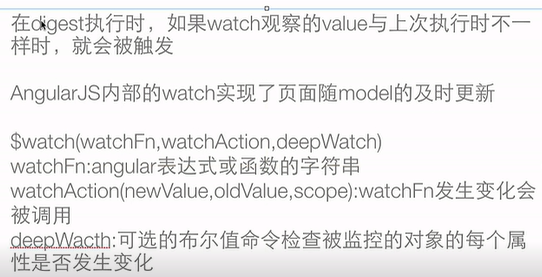 在digest执行时，如果watch观察的value与上次执行时不一
样时，就会被触发
AngularJS内部的watch实现了页面随model的及时更新
$watch(watchFn,watchAction,deepWatch)
watchFn:angular表达式或函数的字符串
watchAction(newValue,oldValue,scope):watchFn发生变化会
被调用
deepWacth:可选的布尔值命令检查被监控的对象的每个属
性是否发生变化